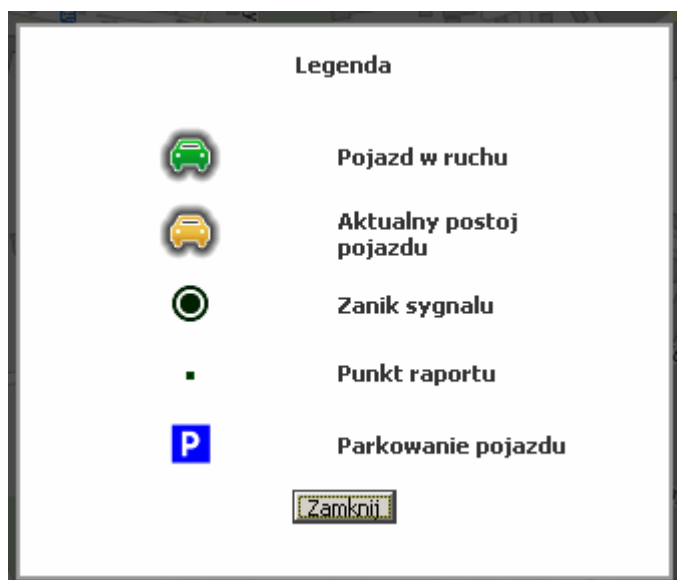 Legenda
Pojazd w ruchu
Aktualny postoj
pojazdu
Zanik sygnalu
Punkt raportu
P
Parkowanie pojazdu
Zamknij